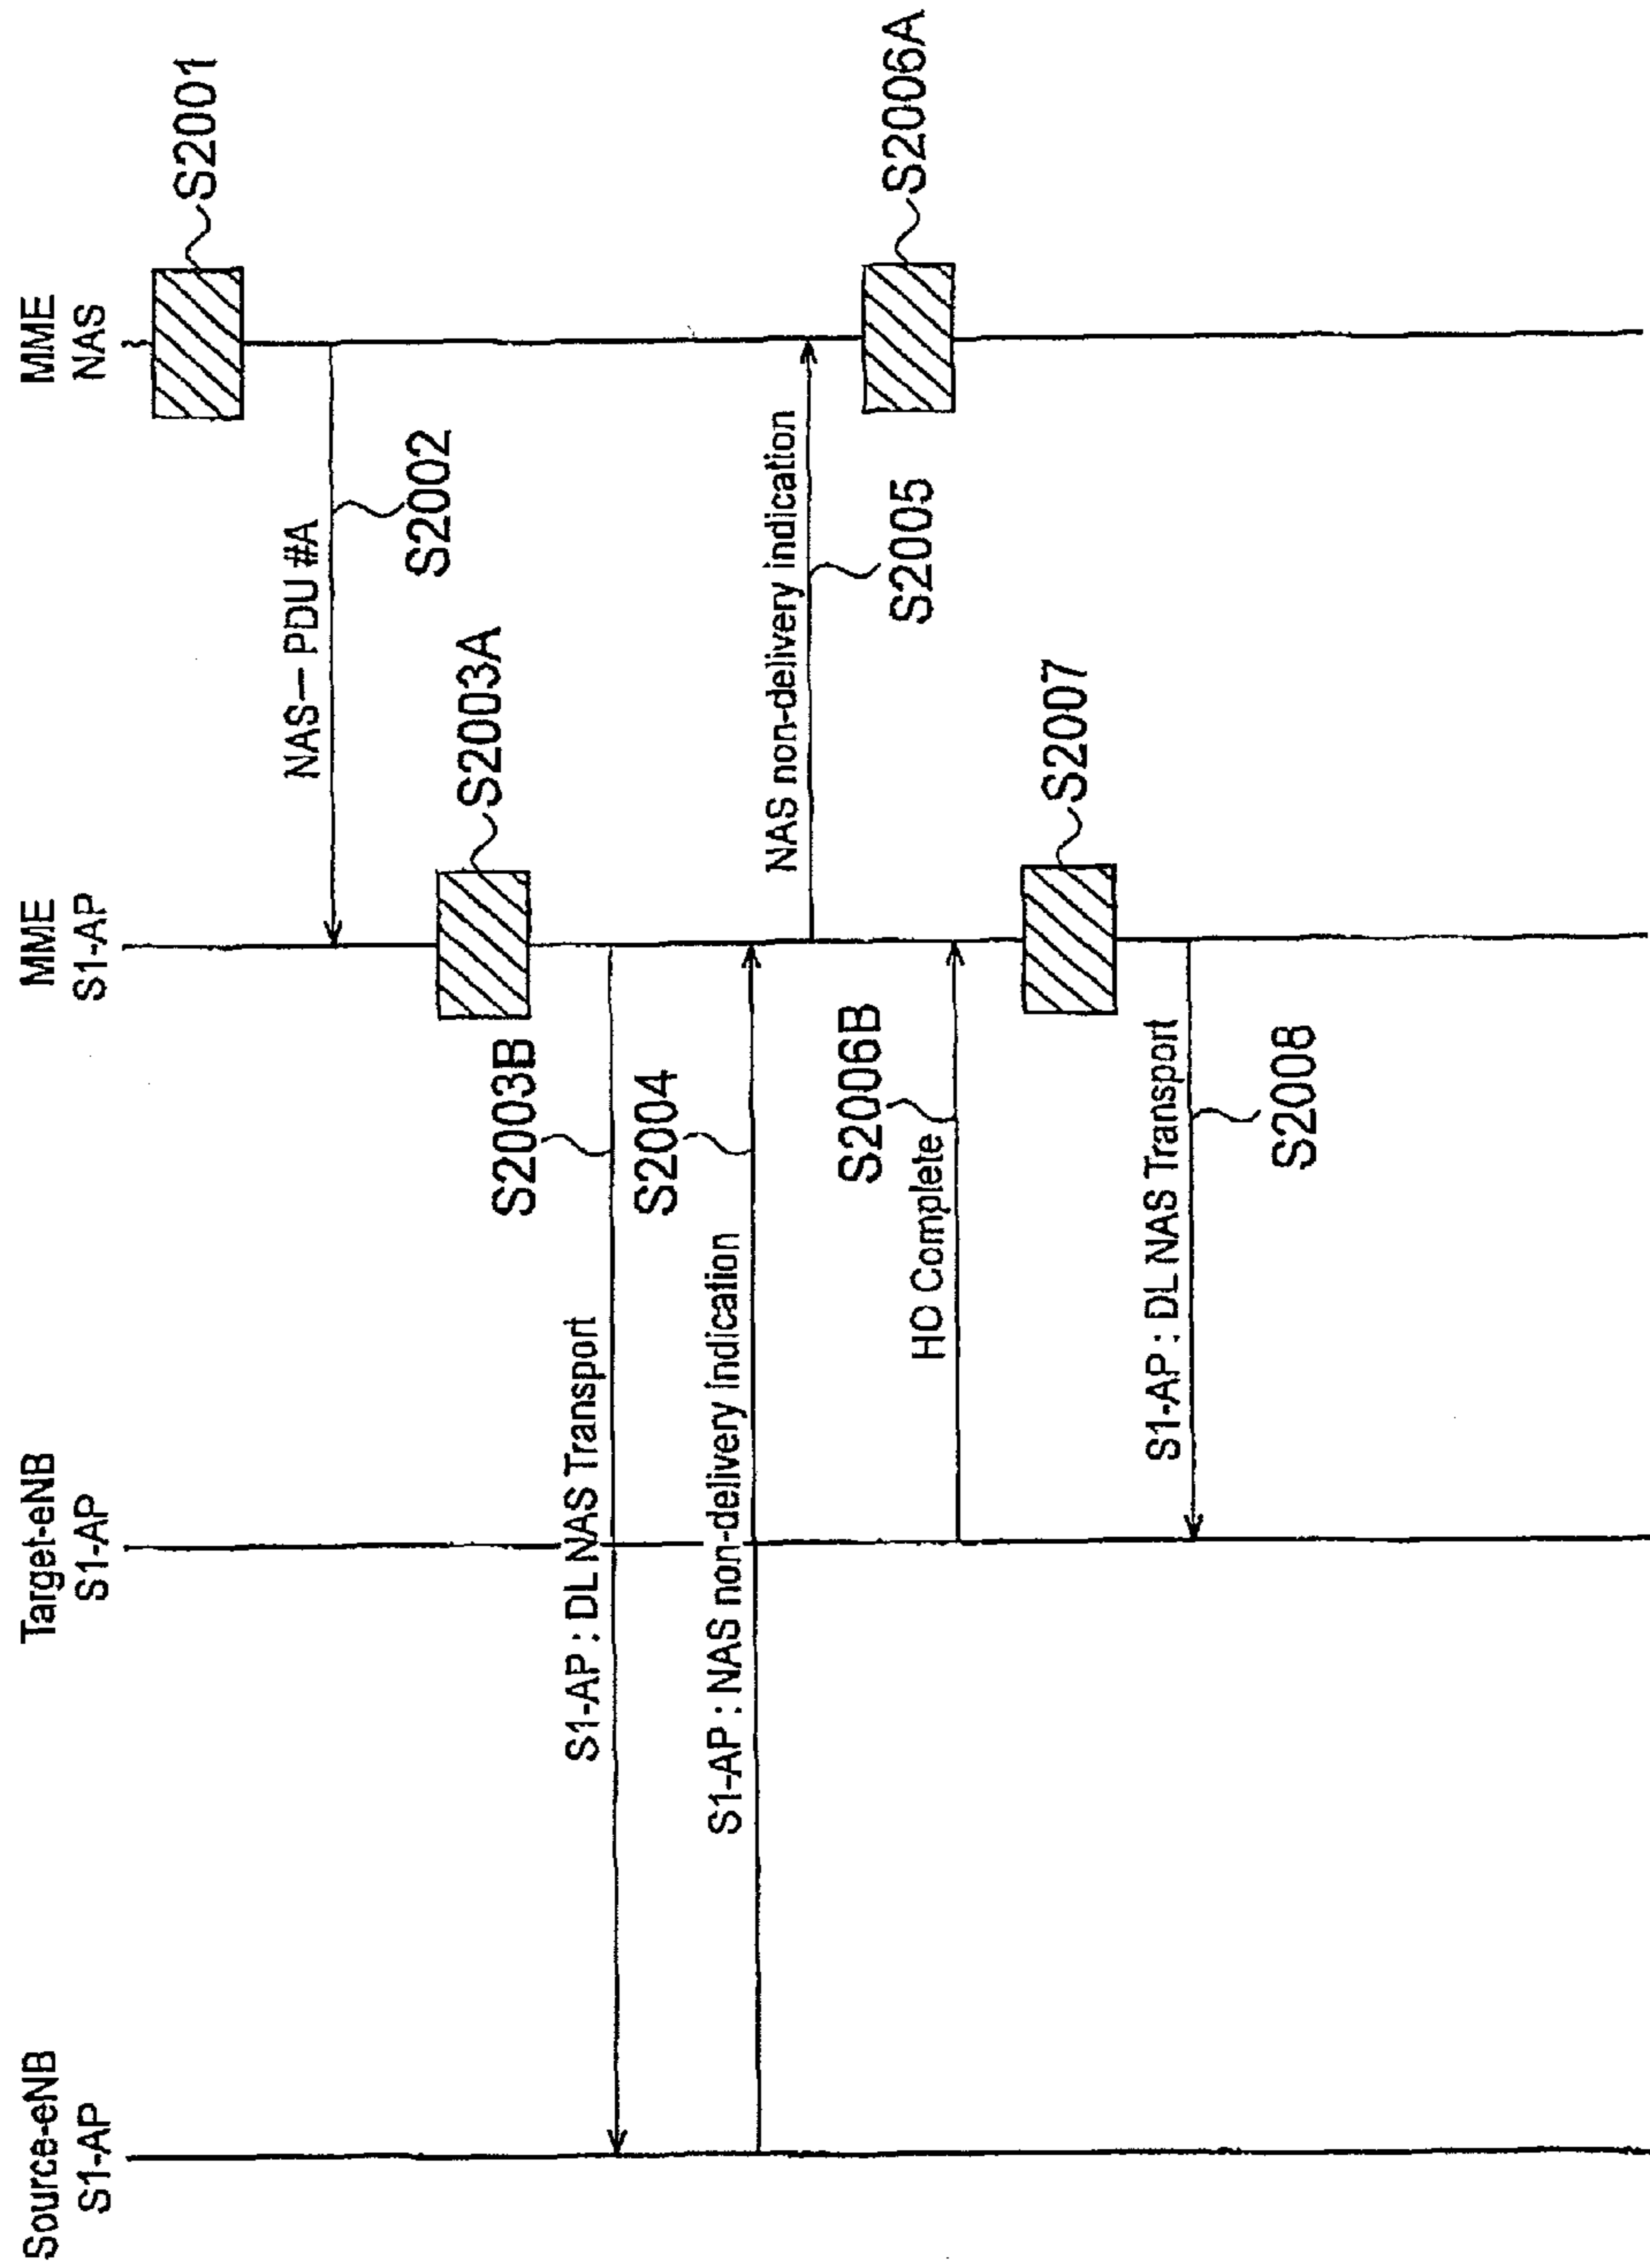 Source-eNB
S1-AP
Target-eNB
S1-AP
MME
S1-AP
MME
NAS
S2001
NAS—PDU #A
S2002
S2003A
S2003B
S1-AP : DL NAS Transport
S2004
S1-AP : NAS non-delivery indication
NAS non-delivery indication
S2005
S2006A
S2006B
HO Complete
S2007
S1-AP : DL NAS Transport
S2008